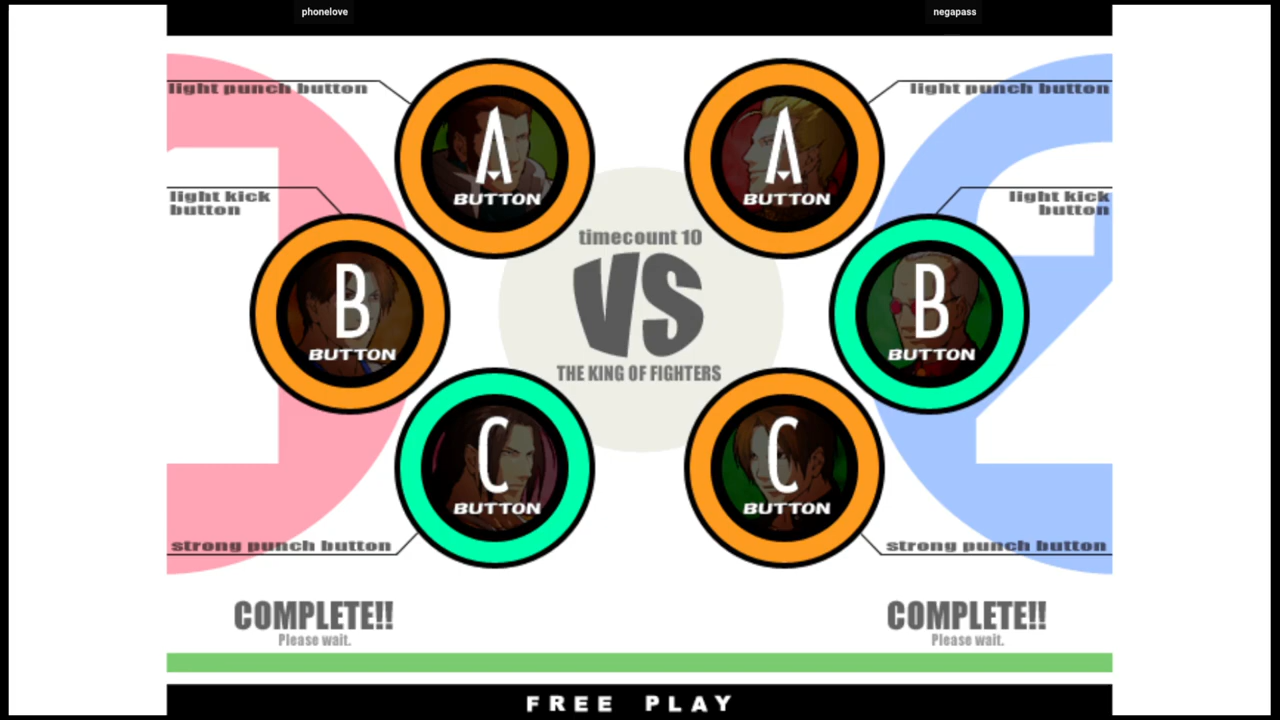 phonelove
negapass
light punch button
light punch button
A
BUTTON
A
BUTTON
light kick
button
light kick
button
timecount 10
VS
THE KING OF FIGHTERS
B
BUTTON
B
BUTTON
C
BUTTON
C
BUTTON
strong punch button
strong punch button
COMPLETE!!
Please wait.
COMPLETE!!
Please wait.
FREE PLAY